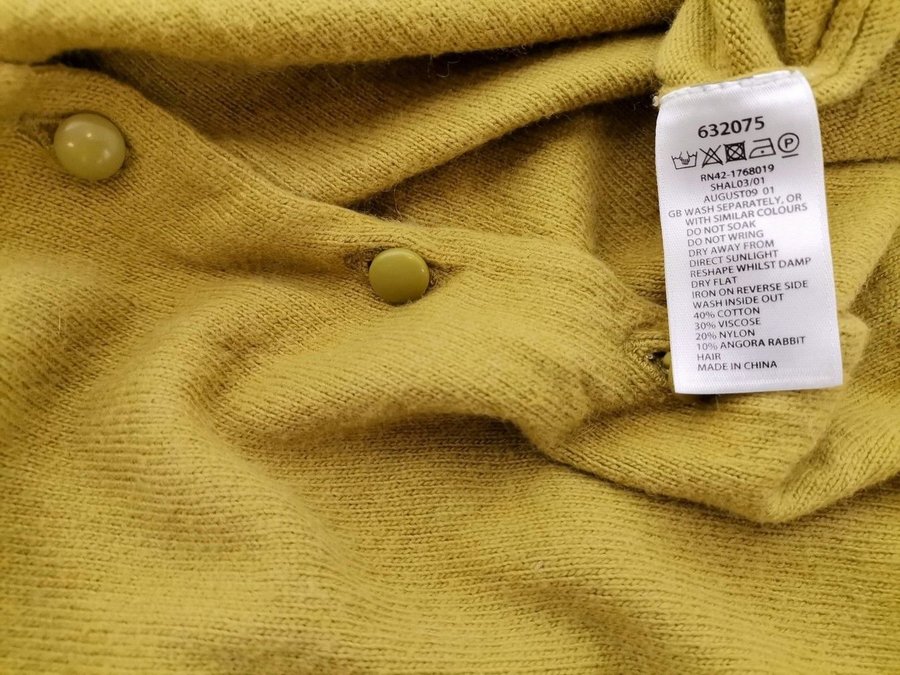 632075
P
RN42-1768019
SHAL03/01
AUGUST09 01
GB WASH SEPARATELY, OR
WITH SIMILAR COLOURS
DO NOT SOAK
DO NOT WRING
DRY AWAY FROM
DIRECT SUNLIGHT
RESHAPE WHILST DAMP
DRY FLAT
IRON ON REVERSE SIDE
WASH INSIDE OUT
40% COTTON
30% VISCOSE
20% NYLON
10% ANGORA RABBIT
HAIR
MADE IN CHINA